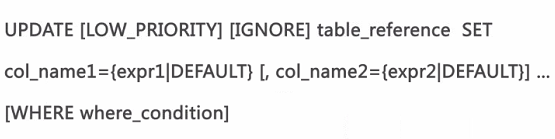 UPDATE [LOW_PRIORITY] [IGNORE] table_reference SET
col_name1={expr1|DEFAULT} [, col_name2={expr2|DEFAULT}] ...
[WHERE where_condition]